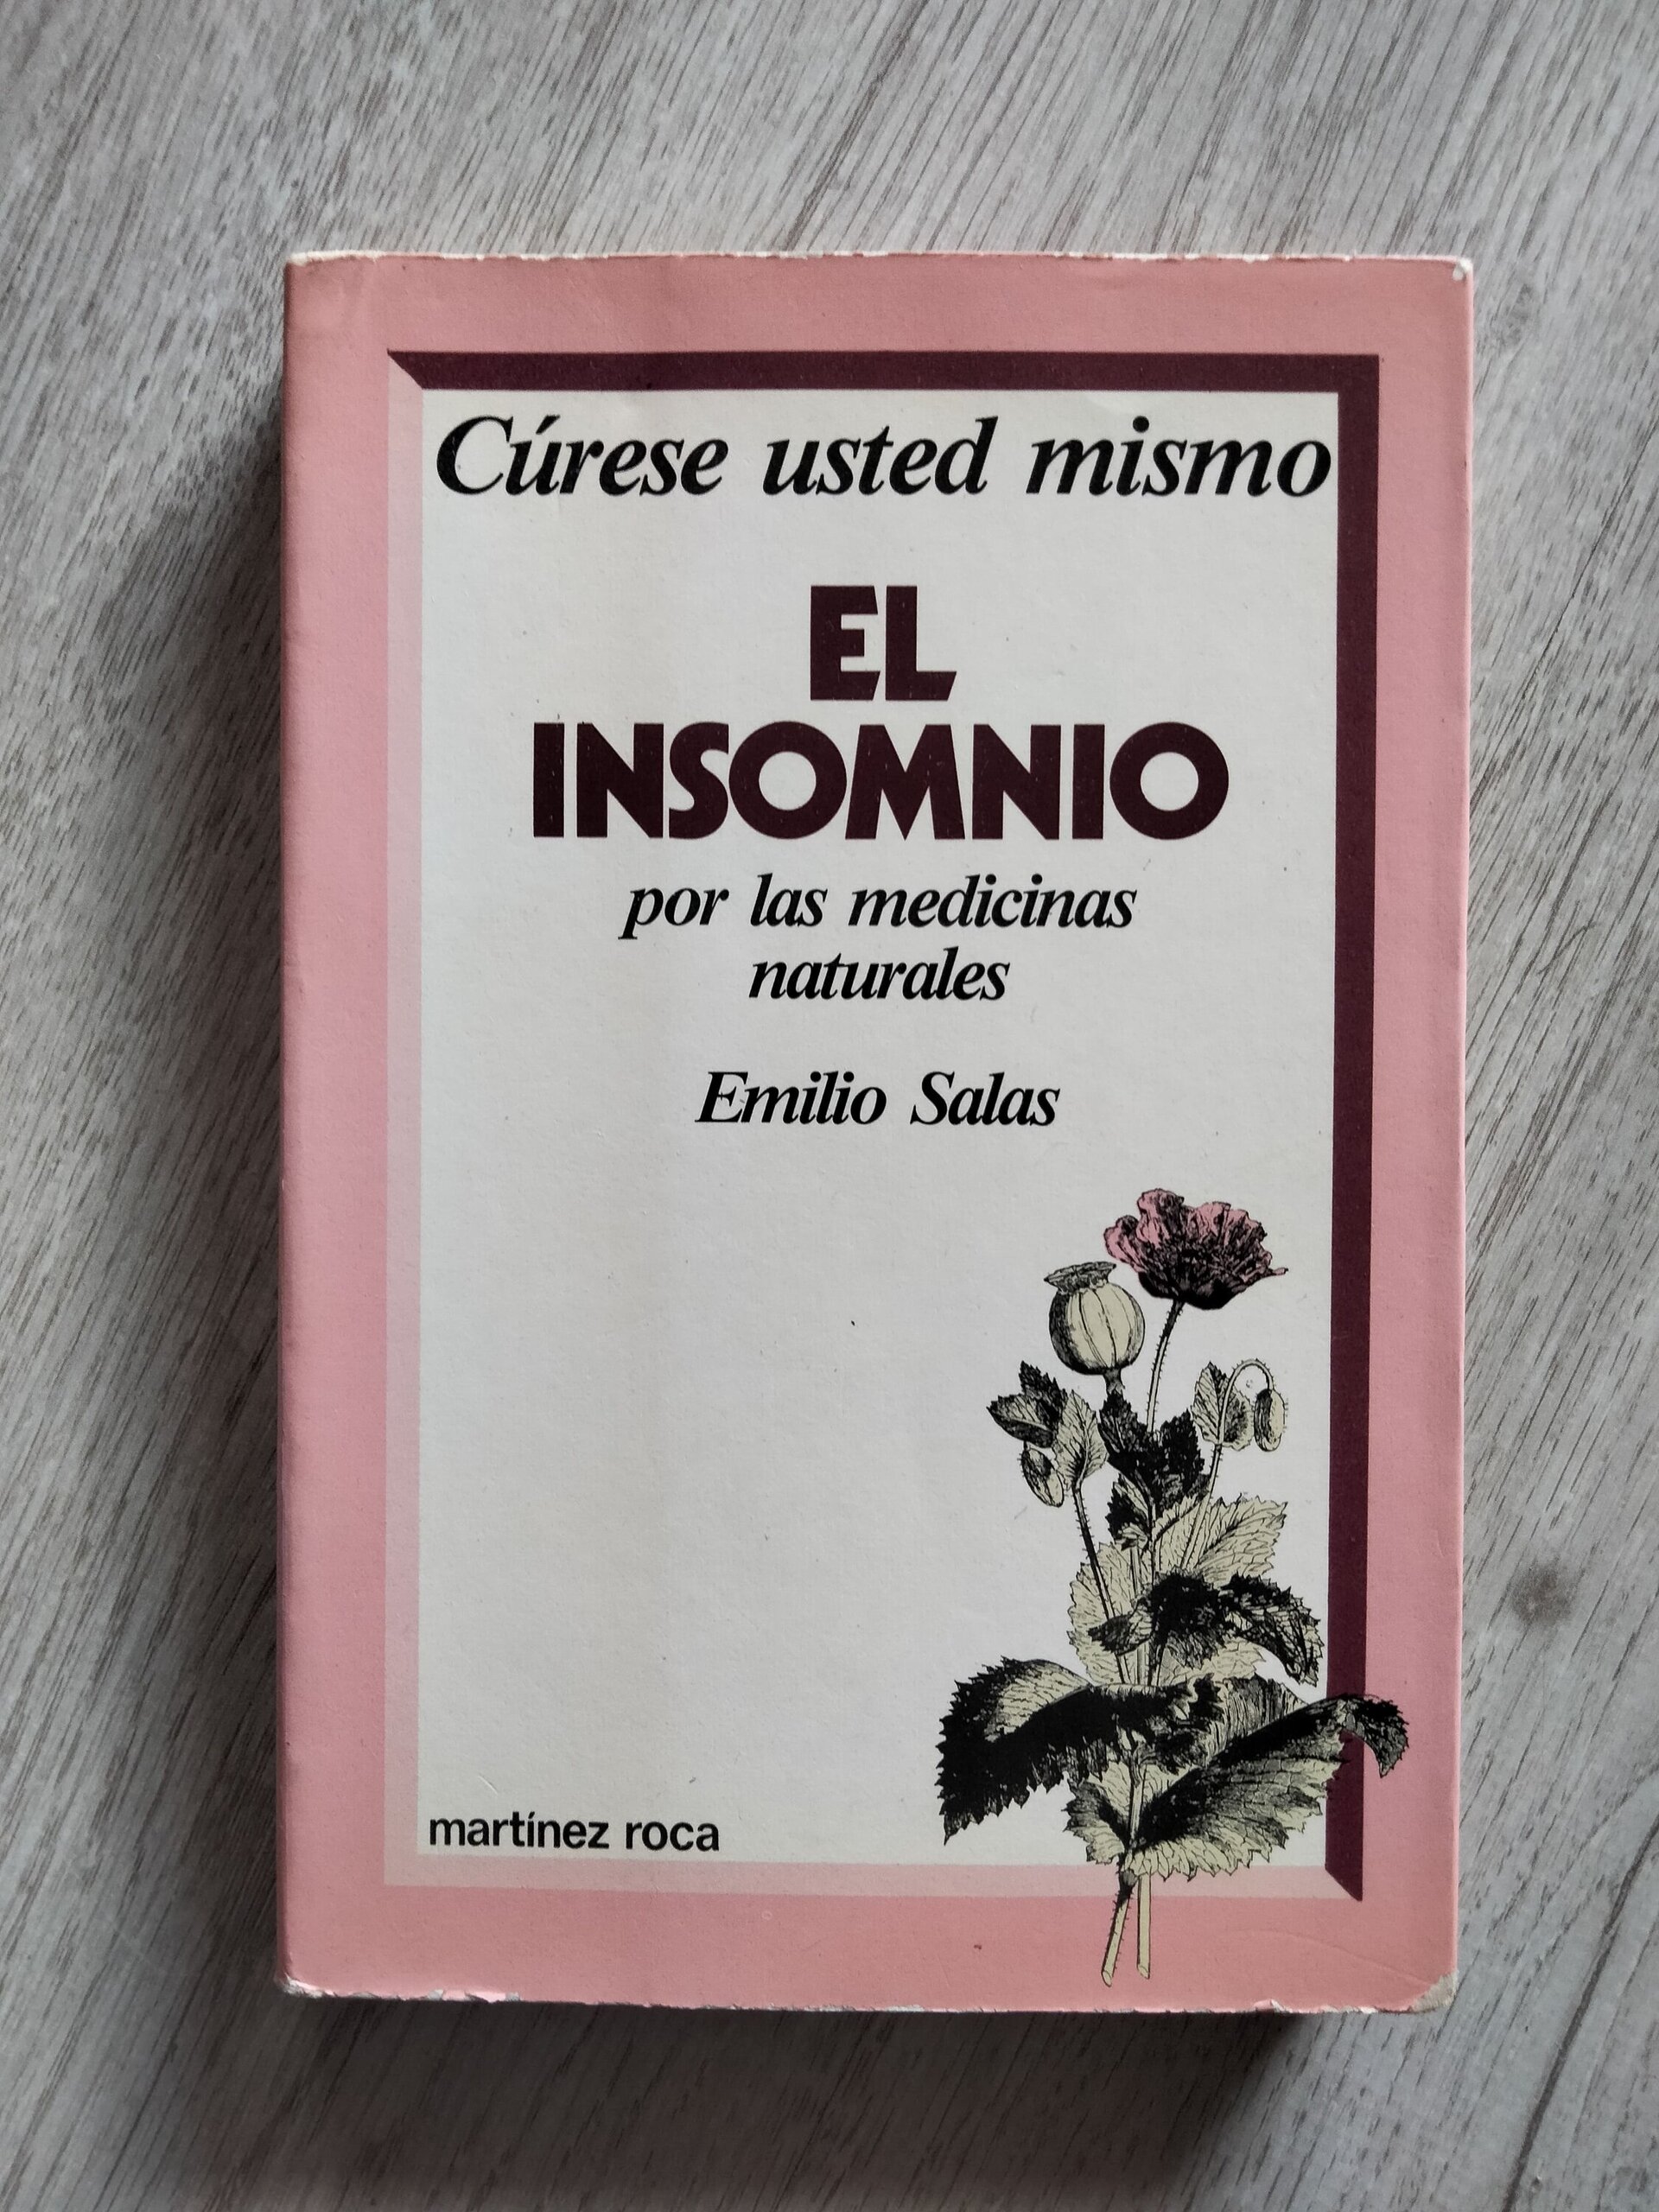 Cúrese usted mismo
EL
INSOMNIO
por las medicinas
naturales
Emilio Salas
martínez roca